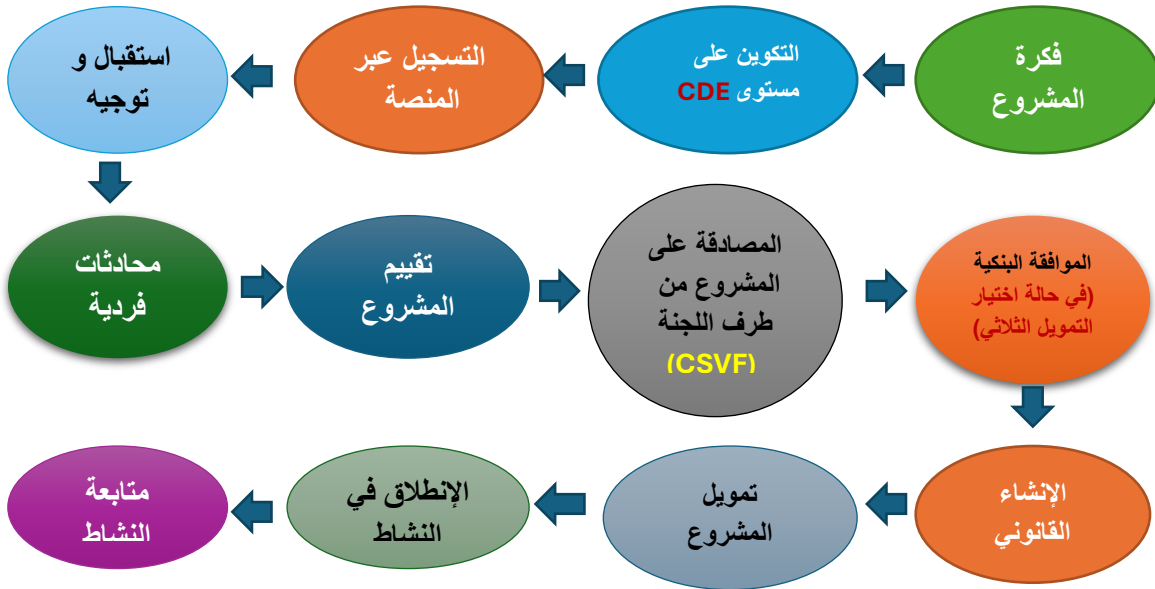 فكرة
المشروع
التكوين على
مستوى CDE
التسجيل عبر
المنصة
استقبال و
توجيه
محادثات
فردية
تقييم
المشروع
المصادقة على
المشروع من
طرف اللجنة
(CSVF)
الموافقة البنكية
(في حالة اختيار
التمويل الثلاثي)
الإنشاء
القانوني
تمويل
المشروع
الإنطلاق في
النشاط
متابعة
النشاط